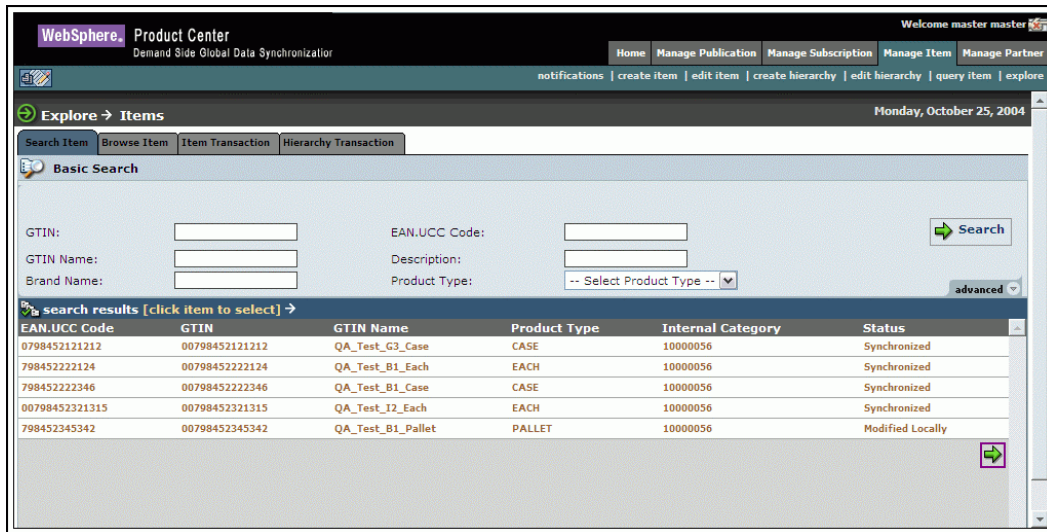 Welcome master master
WebSphere. Product Center
Demand Side Global Data Synchronization
Home Manage Publication Manage Subscription Manage Item Manage Partner
notifications | create item | edit item | create hierarchy | edit hierarchy | query item | explore
Explore → Items Monday, October 25, 2004
Search Item Browse Item Item Transaction Hierarchy Transaction
Basic Search
GTIN: EAN.UCC Code: Search
GTIN Name: Description:
Brand Name: Product Type: -- Select Product Type --
advanced
search results [click item to select] →
EAN.UCC Code GTIN GTIN Name Product Type Internal Category Status
0798452121212 00798452121212 QA_Test_G3_Case CASE 10000056 Synchronized
798452222124 00798452222124 QA_Test_B1_Each EACH 10000056 Synchronized
798452222346 00798452222346 QA_Test_B1_Case CASE 10000056 Synchronized
00798452321315 00798452321315 QA_Test_I2_Each EACH 10000056 Synchronized
798452345342 00798452345342 QA_Test_B1_Pallet PALLET 10000056 Modified Locally